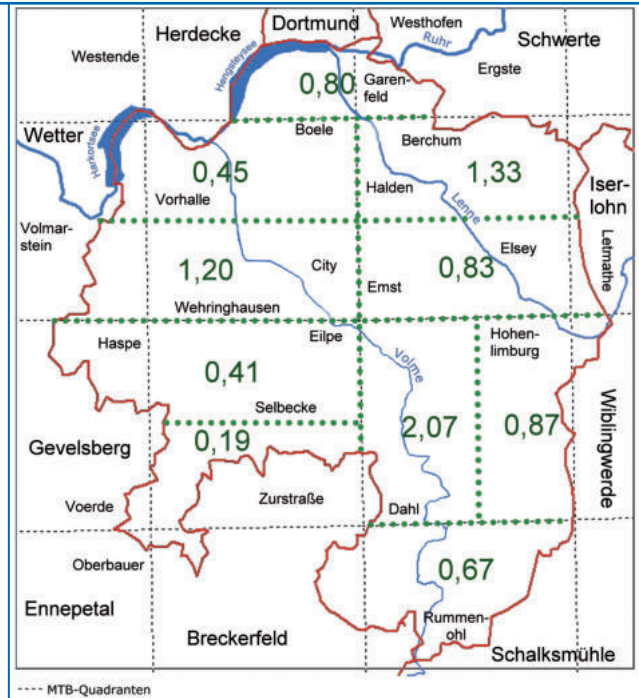 Dortmund
Herdecke
Westhofen
Schwerte
Ruhr
Westende
Hengsteysee
Ergste
0,80
Garen-
feld
Wetter
Harkortsee
Boele
Berchum
0,45
1,33
Iser-
lohn
Vorhalle
Halden
Lenne
Volmar-
stein
Letmathe
1,20
City
Elsey
0,83
Emst
Wehringhausen
Haspe
Eilpe
Volme
Hohen-
limburg
0,41
Selbecke
2,07
0,87
Wiblingwerde
Gevelsberg
0,19
Voerde
Zurstraße
Dahl
Oberbauer
0,67
Ennepetal
Breckerfeld
Rummen-
ohl
Schalksmühle
---- MTB-Quadranten